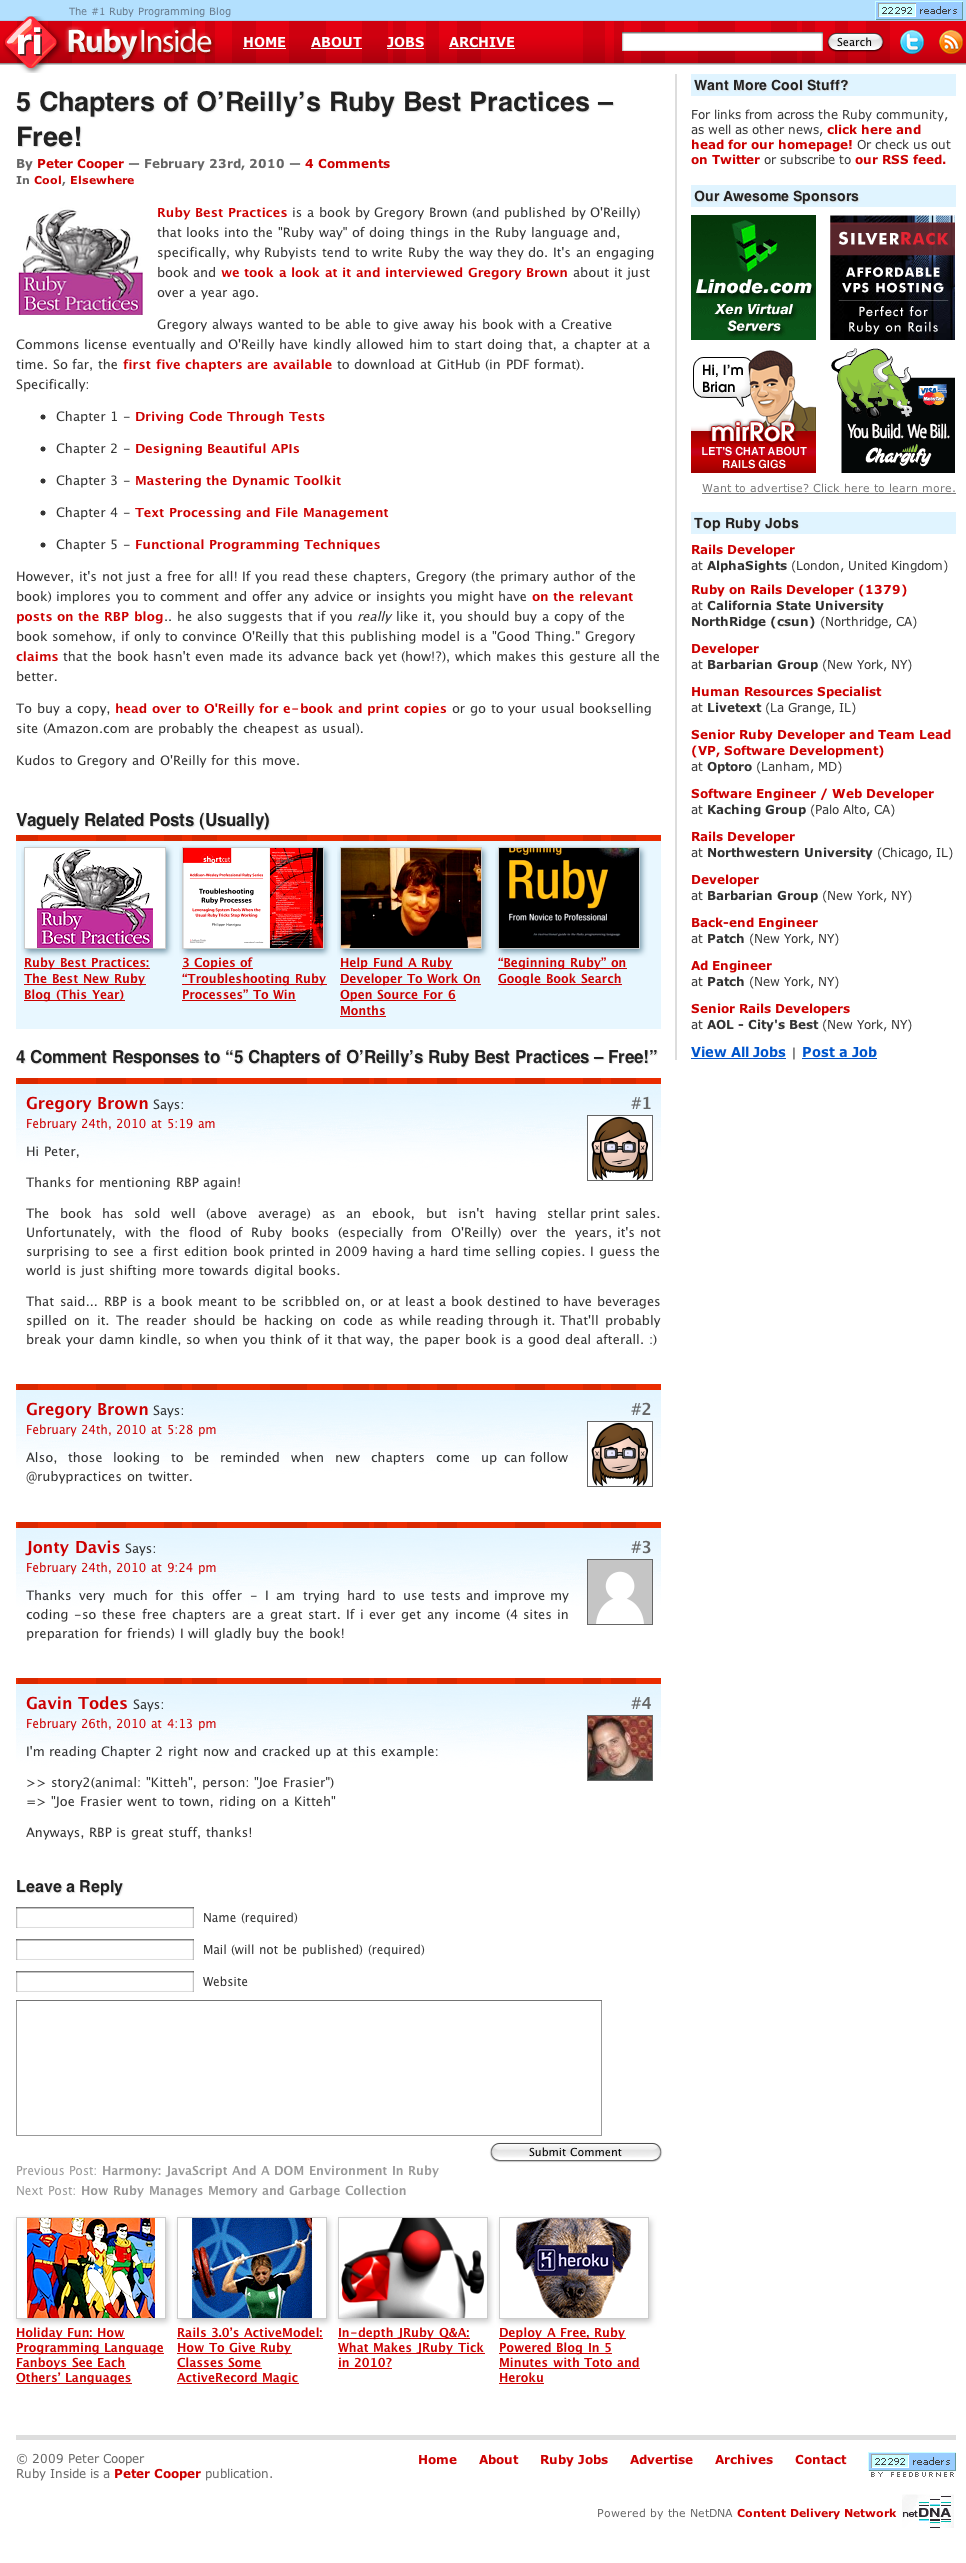 The #1 Ruby Programming Blog
22292 readers
ri RubyInside
HOME ABOUT JOBS ARCHIVE
Search
5 Chapters of O’Reilly’s Ruby Best Practices –
Free!
By Peter Cooper — February 23rd, 2010 — 4 Comments
In Cool, Elsewhere
Ruby
Best Practices
Ruby Best Practices is a book by Gregory Brown (and published by O'Reilly)
that looks into the "Ruby way" of doing things in the Ruby language and,
specifically, why Rubyists tend to write Ruby the way they do. It's an engaging
book and we took a look at it and interviewed Gregory Brown about it just
over a year ago.
Gregory always wanted to be able to give away his book with a Creative
Commons license eventually and O'Reilly have kindly allowed him to start doing that, a chapter at a
time. So far, the first five chapters are available to download at GitHub (in PDF format).
Specifically:
• Chapter 1 – Driving Code Through Tests
• Chapter 2 – Designing Beautiful APIs
• Chapter 3 – Mastering the Dynamic Toolkit
• Chapter 4 – Text Processing and File Management
• Chapter 5 – Functional Programming Techniques
However, it's not just a free for all! If you read these chapters, Gregory (the primary author of the
book) implores you to comment and offer any advice or insights you might have on the relevant
posts on the RBP blog.. he also suggests that if you really like it, you should buy a copy of the
book somehow, if only to convince O'Reilly that this publishing model is a "Good Thing." Gregory
claims that the book hasn't even made its advance back yet (how!?), which makes this gesture all the
better.
To buy a copy, head over to O'Reilly for e-book and print copies or go to your usual bookselling
site (Amazon.com are probably the cheapest as usual).
Kudos to Gregory and O'Reilly for this move.
Vaguely Related Posts (Usually)
Ruby
Best Practices
Ruby Best Practices:
The Best New Ruby
Blog (This Year)
shortcut
Addison-Wesley Professional Ruby Series
Troubleshooting
Ruby Processes
Leveraging System Tools When the
Usual Ruby Tricks Stop Working
3 Copies of
“Troubleshooting Ruby
Processes” To Win
Help Fund A Ruby
Developer To Work On
Open Source For 6
Months
Beginning
Ruby
From Novice to Professional
“Beginning Ruby” on
Google Book Search
4 Comment Responses to “5 Chapters of O’Reilly’s Ruby Best Practices – Free!”
Gregory Brown Says: #1
February 24th, 2010 at 5:19 am
Hi Peter,
Thanks for mentioning RBP again!
The book has sold well (above average) as an ebook, but isn't having stellar print sales.
Unfortunately, with the flood of Ruby books (especially from O'Reilly) over the years, it's not
surprising to see a first edition book printed in 2009 having a hard time selling copies. I guess the
world is just shifting more towards digital books.
That said... RBP is a book meant to be scribbled on, or at least a book destined to have beverages
spilled on it. The reader should be hacking on code as while reading through it. That'll probably
break your damn kindle, so when you think of it that way, the paper book is a good deal afterall. :)
Gregory Brown Says: #2
February 24th, 2010 at 5:28 pm
Also, those looking to be reminded when new chapters come up can follow
@rubypractices on twitter.
Jonty Davis Says: #3
February 24th, 2010 at 9:24 pm
Thanks very much for this offer - I am trying hard to use tests and improve my
coding -so these free chapters are a great start. If i ever get any income (4 sites in
preparation for friends) I will gladly buy the book!
Gavin Todes Says: #4
February 26th, 2010 at 4:13 pm
I'm reading Chapter 2 right now and cracked up at this example:
>> story2(animal: "Kitteh", person: "Joe Frasier")
=> "Joe Frasier went to town, riding on a Kitteh"
Anyways, RBP is great stuff, thanks!
Leave a Reply
Name (required)
Mail (will not be published) (required)
Website
Submit Comment
Previous Post: Harmony: JavaScript And A DOM Environment In Ruby
Next Post: How Ruby Manages Memory and Garbage Collection
Holiday Fun: How
Programming Language
Fanboys See Each
Others’ Languages
Rails 3.0’s ActiveModel:
How To Give Ruby
Classes Some
ActiveRecord Magic
In-depth JRuby Q&A:
What Makes JRuby Tick
in 2010?
heroku
Deploy A Free, Ruby
Powered Blog In 5
Minutes with Toto and
Heroku
Want More Cool Stuff?
For links from across the Ruby community,
as well as other news, click here and
head for our homepage! Or check us out
on Twitter or subscribe to our RSS feed.
Our Awesome Sponsors
Linode.com
Xen Virtual
Servers
SILVERRACK
AFFORDABLE
VPS HOSTING
Perfect for
Ruby on Rails
Hi, I'm
Brian
mirRoR
LET'S CHAT ABOUT
RAILS GIGS
VISA
MasterCard
You Build. We Bill.
Chargify
Want to advertise? Click here to learn more.
Top Ruby Jobs
Rails Developer
at AlphaSights (London, United Kingdom)
Ruby on Rails Developer (1379)
at California State University
NorthRidge (csun) (Northridge, CA)
Developer
at Barbarian Group (New York, NY)
Human Resources Specialist
at Livetext (La Grange, IL)
Senior Ruby Developer and Team Lead
(VP, Software Development)
at Optoro (Lanham, MD)
Software Engineer / Web Developer
at Kaching Group (Palo Alto, CA)
Rails Developer
at Northwestern University (Chicago, IL)
Developer
at Barbarian Group (New York, NY)
Back-end Engineer
at Patch (New York, NY)
Ad Engineer
at Patch (New York, NY)
Senior Rails Developers
at AOL - City's Best (New York, NY)
View All Jobs | Post a Job
© 2009 Peter Cooper
Ruby Inside is a Peter Cooper publication.
Home About Ruby Jobs Advertise Archives Contact
22292 readers
BY FEEDBURNER
Powered by the NetDNA Content Delivery Network
netDNA